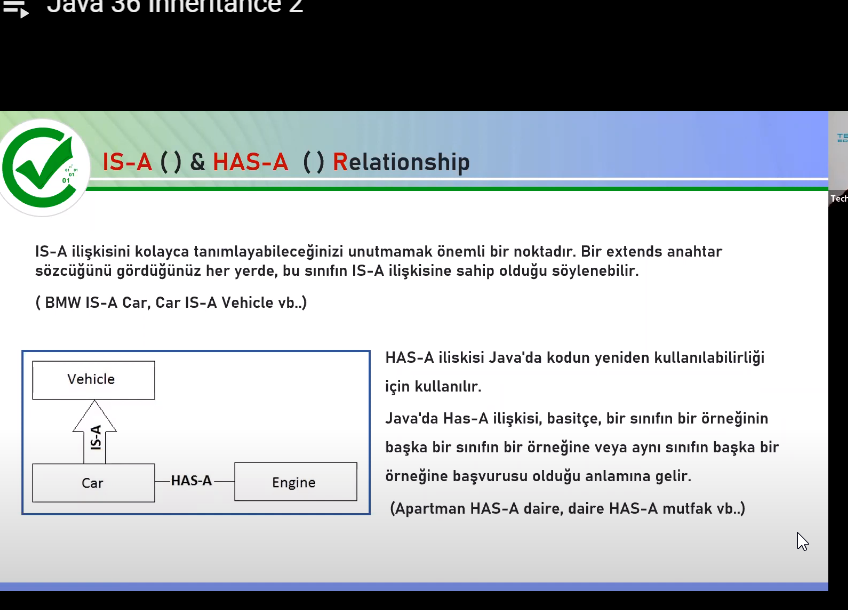 Java 36 Inheritance 2
IS-A ( ) & HAS-A ( ) Relationship
IS-A ilişkisini kolayca tanımlayabileceğinizi unutmamak önemli bir noktadır. Bir extends anahtar
sözcüğünü gördüğünüz her yerde, bu sınıfın IS-A ilişkisine sahip olduğu söylenebilir.
( BMW IS-A Car, Car IS-A Vehicle vb..)
Vehicle
IS-A
Car
HAS-A
Engine
HAS-A iliskisi Java'da kodun yeniden kullanılabilirliği
için kullanılır.
Java'da Has-A ilişkisi, basitçe, bir sınıfın bir örneğinin
başka bir sınıfın bir örneğine veya aynı sınıfın başka bir
örneğine başvurusu olduğu anlamına gelir.
(Apartman HAS-A daire, daire HAS-A mutfak vb..)
Tech
01